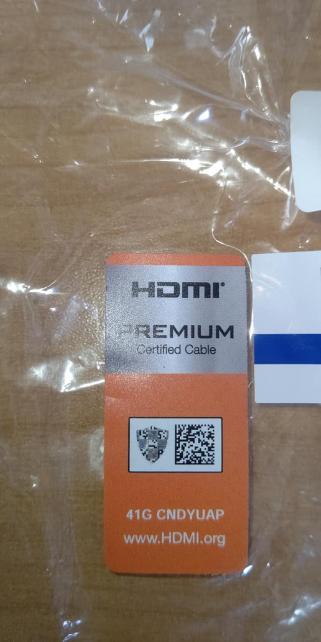 HDMI
PREMIUM
Certified Cable
41G CNDYUAP
www.HDMI.org